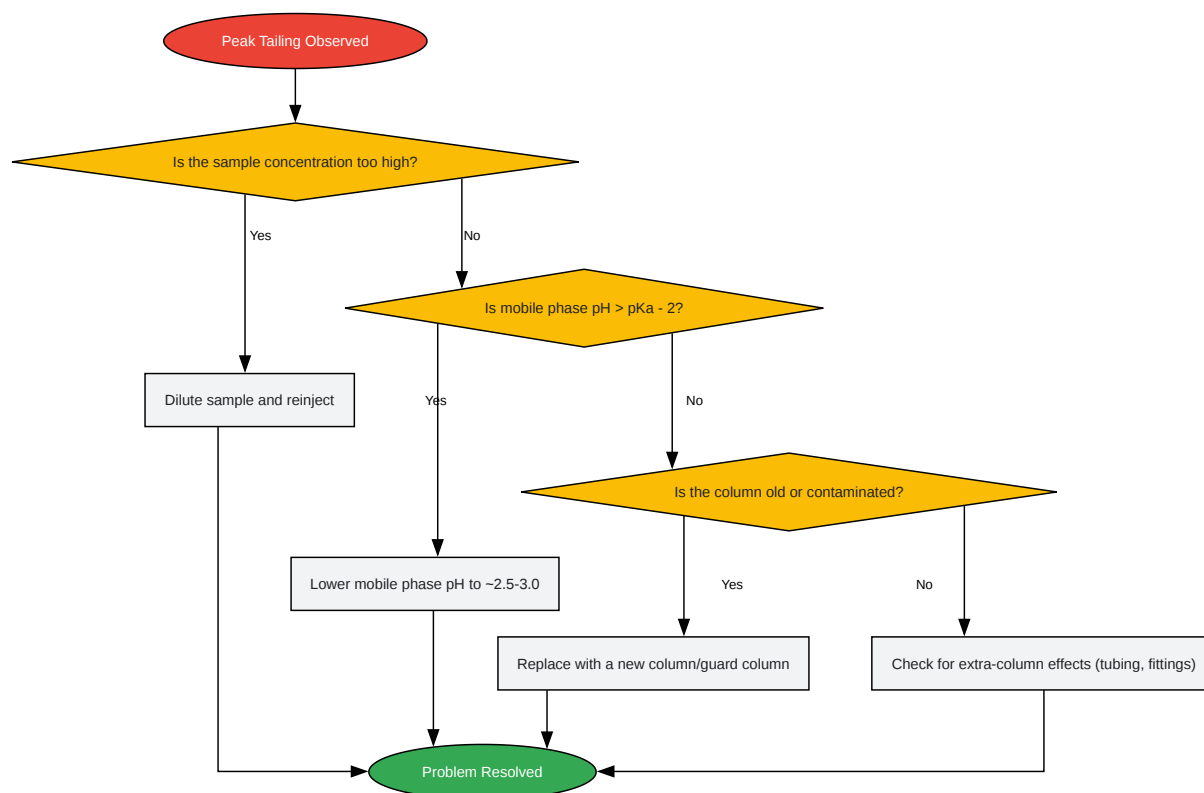 Peak Tailing Observed
Is the sample concentration too high?
Yes
No
Is mobile phase pH > pKa - 2?
Dilute sample and reinject
Yes
No
Is the column old or contaminated?
Lower mobile phase pH to ~2.5-3.0
Yes
No
Replace with a new column/guard column
Check for extra-column effects (tubing, fittings)
Problem Resolved